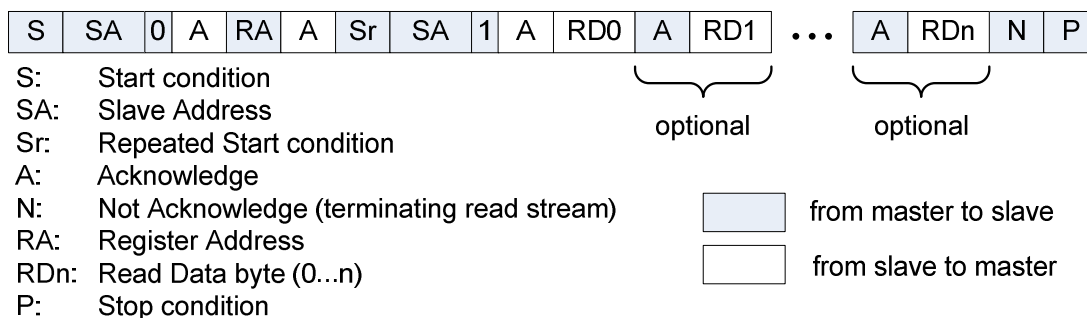 S SA 0 A RA A Sr SA 1 A RD0 A RD1 ••• A RDn N P
S: Start condition
SA: Slave Address
optional optional
Sr: Repeated Start condition
A: Acknowledge
N: Not Acknowledge (terminating read stream)
from master to slave
RA: Register Address
RDn: Read Data byte (0...n)
from slave to master
P: Stop condition